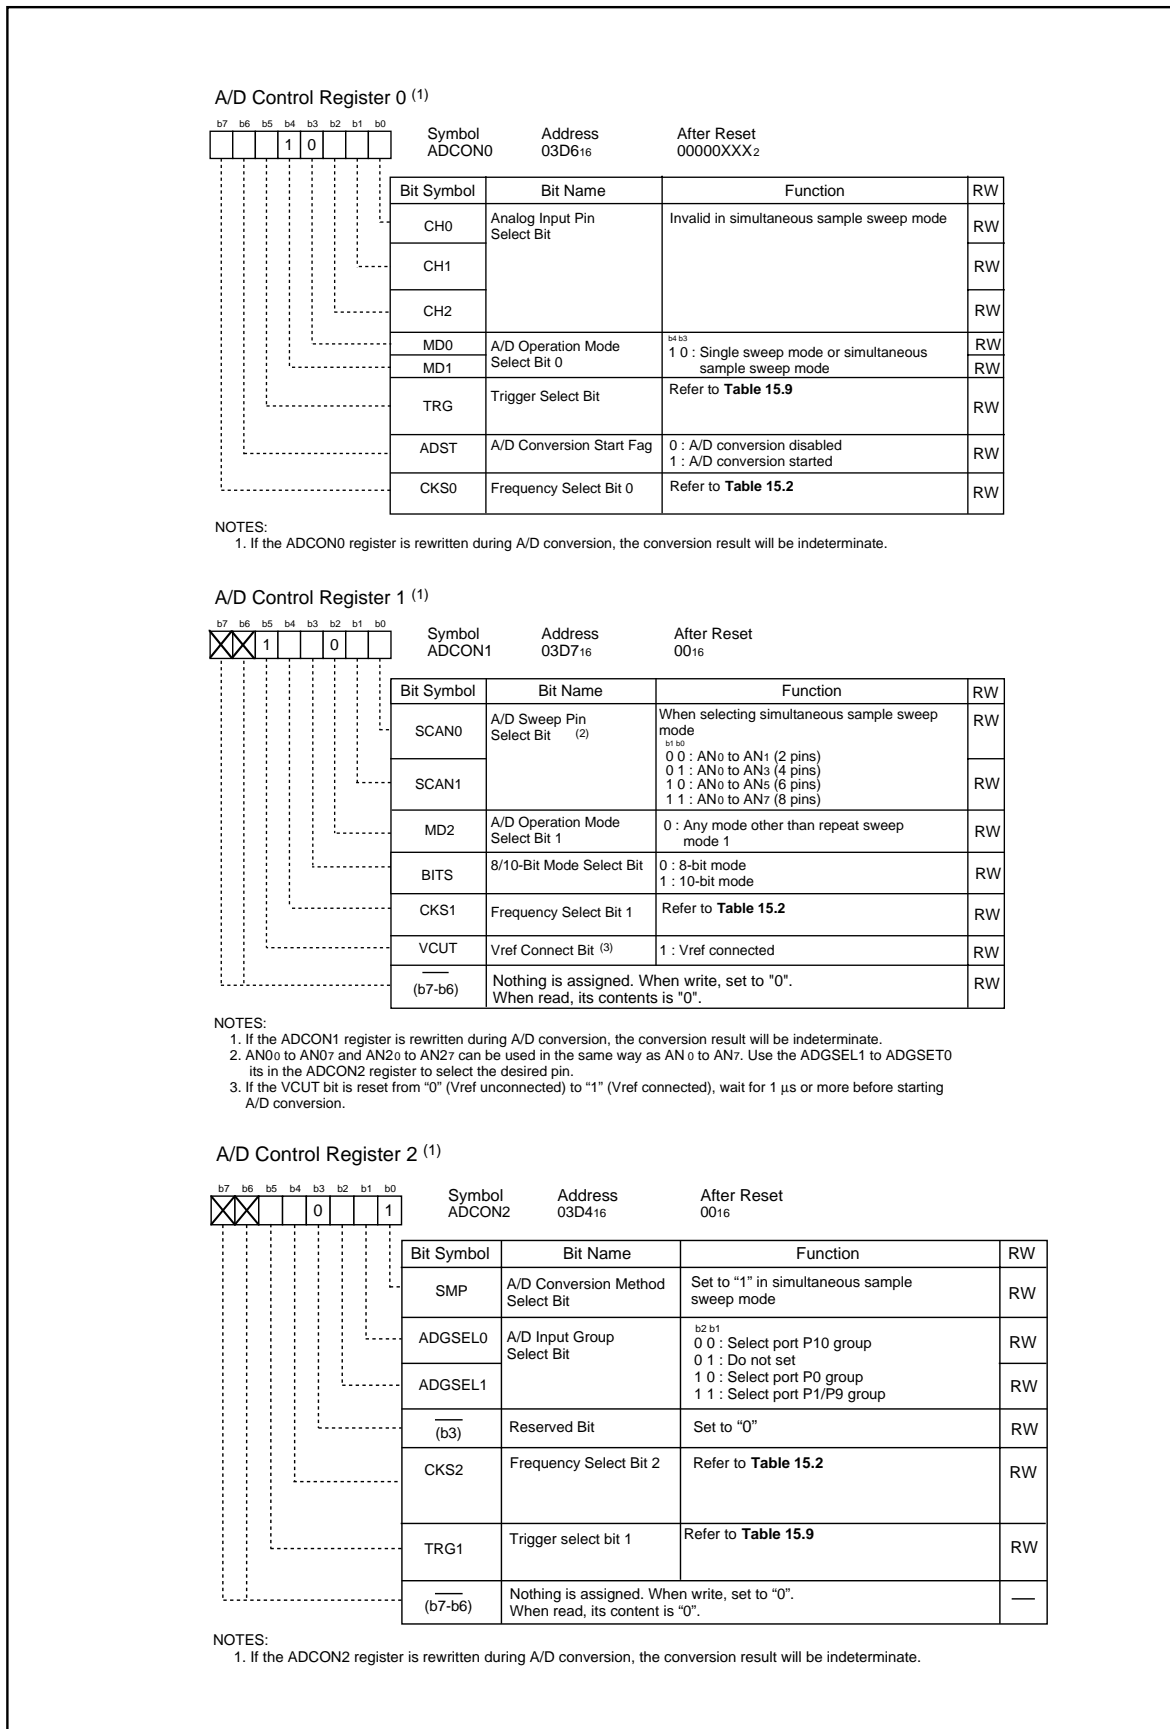 A/D Control Register 0 (1)
b7 b6 b5 b4 b3 b2 b1 b0
1 0
Symbol Address After Reset
ADCON0 03D616 00000XXX2
Bit Symbol Bit Name Function RW
CH0 Analog Input Pin Select Bit Invalid in simultaneous sample sweep mode RW
CH1 RW
CH2 RW
MD0 A/D Operation Mode Select Bit 0 b4 b3 RW
1 0 : Single sweep mode or simultaneous
sample sweep mode
MD1 RW
TRG Trigger Select Bit Refer to Table 15.9 RW
ADST A/D Conversion Start Fag 0 : A/D conversion disabled
1 : A/D conversion started RW
CKS0 Frequency Select Bit 0 Refer to Table 15.2 RW
NOTES:
1. If the ADCON0 register is rewritten during A/D conversion, the conversion result will be indeterminate.
A/D Control Register 1 (1)
b7 b6 b5 b4 b3 b2 b1 b0
1 0
Symbol Address After Reset
ADCON1 03D716 0016
Bit Symbol Bit Name Function RW
SCAN0 A/D Sweep Pin Select Bit (2) When selecting simultaneous sample sweep RW
mode
b1 b0
0 0 : AN0 to AN1 (2 pins)
0 1 : AN0 to AN3 (4 pins)
SCAN1 1 0 : AN0 to AN5 (6 pins) RW
1 1 : AN0 to AN7 (8 pins)
MD2 A/D Operation Mode Select Bit 1 0 : Any mode other than repeat sweep
mode 1 RW
BITS 8/10-Bit Mode Select Bit 0 : 8-bit mode
1 : 10-bit mode RW
CKS1 Frequency Select Bit 1 Refer to Table 15.2 RW
VCUT Vref Connect Bit (3) 1 : Vref connected RW
(b7-b6) Nothing is assigned. When write, set to "0". RW
When read, its contents is "0".
NOTES:
1. If the ADCON1 register is rewritten during A/D conversion, the conversion result will be indeterminate.
2. AN00 to AN07 and AN20 to AN27 can be used in the same way as AN 0 to AN7. Use the ADGSEL1 to ADGSET0
its in the ADCON2 register to select the desired pin.
3. If the VCUT bit is reset from “0” (Vref unconnected) to “1” (Vref connected), wait for 1 µs or more before starting
A/D conversion.
A/D Control Register 2 (1)
b7 b6 b5 b4 b3 b2 b1 b0
0 1
Symbol Address After Reset
ADCON2 03D416 0016
Bit Symbol Bit Name Function RW
SMP A/D Conversion Method Select Bit Set to “1” in simultaneous sample
sweep mode RW
ADGSEL0 A/D Input Group Select Bit b2 b1 RW
0 0 : Select port P10 group
0 1 : Do not set
ADGSEL1 1 0 : Select port P0 group RW
1 1 : Select port P1/P9 group
(b3) Reserved Bit Set to “0” RW
CKS2 Frequency Select Bit 2 Refer to Table 15.2 RW
TRG1 Trigger select bit 1 Refer to Table 15.9 RW
(b7-b6) Nothing is assigned. When write, set to “0”. —
When read, its content is “0”.
NOTES:
1. If the ADCON2 register is rewritten during A/D conversion, the conversion result will be indeterminate.